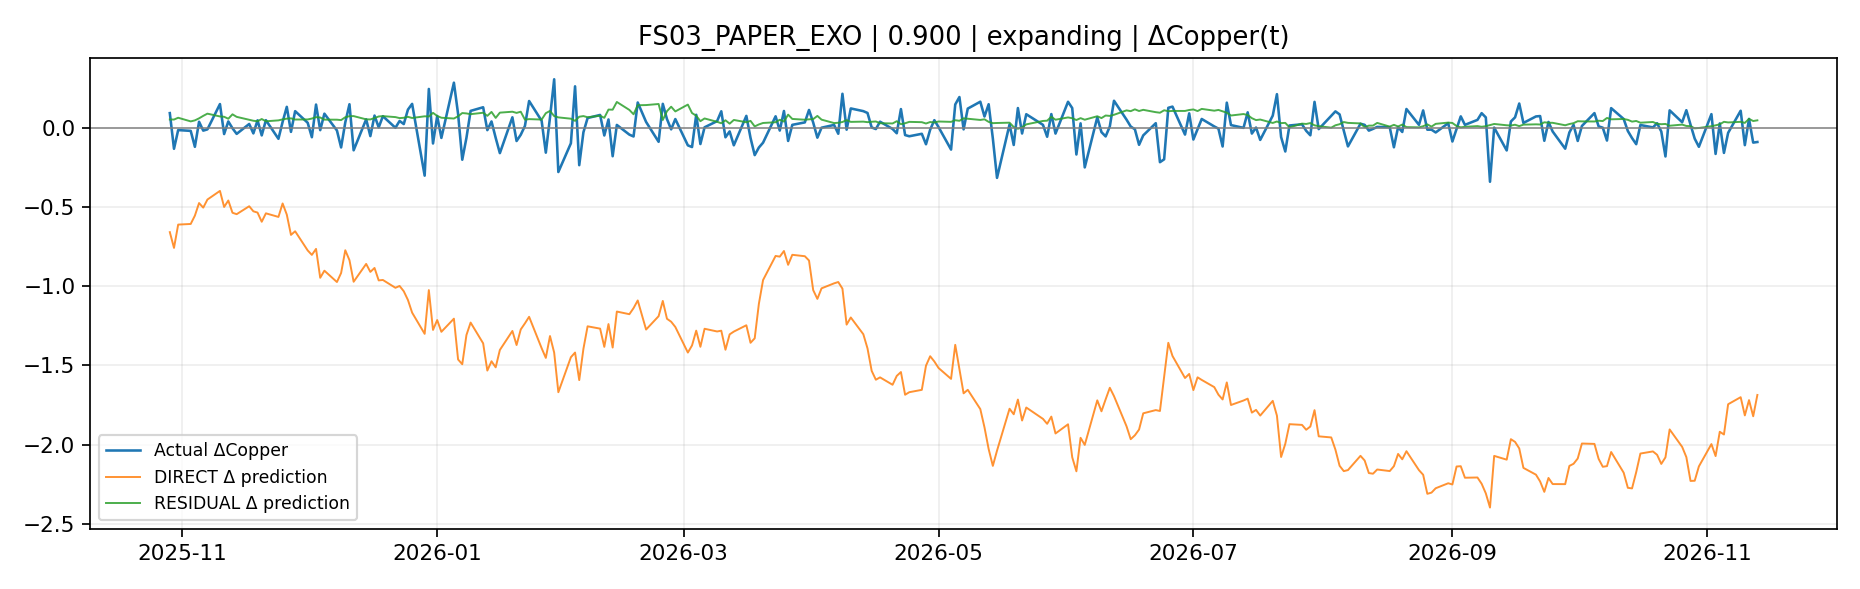 FS03_PAPER_EXO | 0.900 | expanding | ΔCopper(t)
0.0
−0.5
−1.0
−1.5
−2.0
−2.5
Actual ΔCopper
DIRECT Δ prediction
RESIDUAL Δ prediction
2025-11 2026-01 2026-03 2026-05 2026-07 2026-09 2026-11